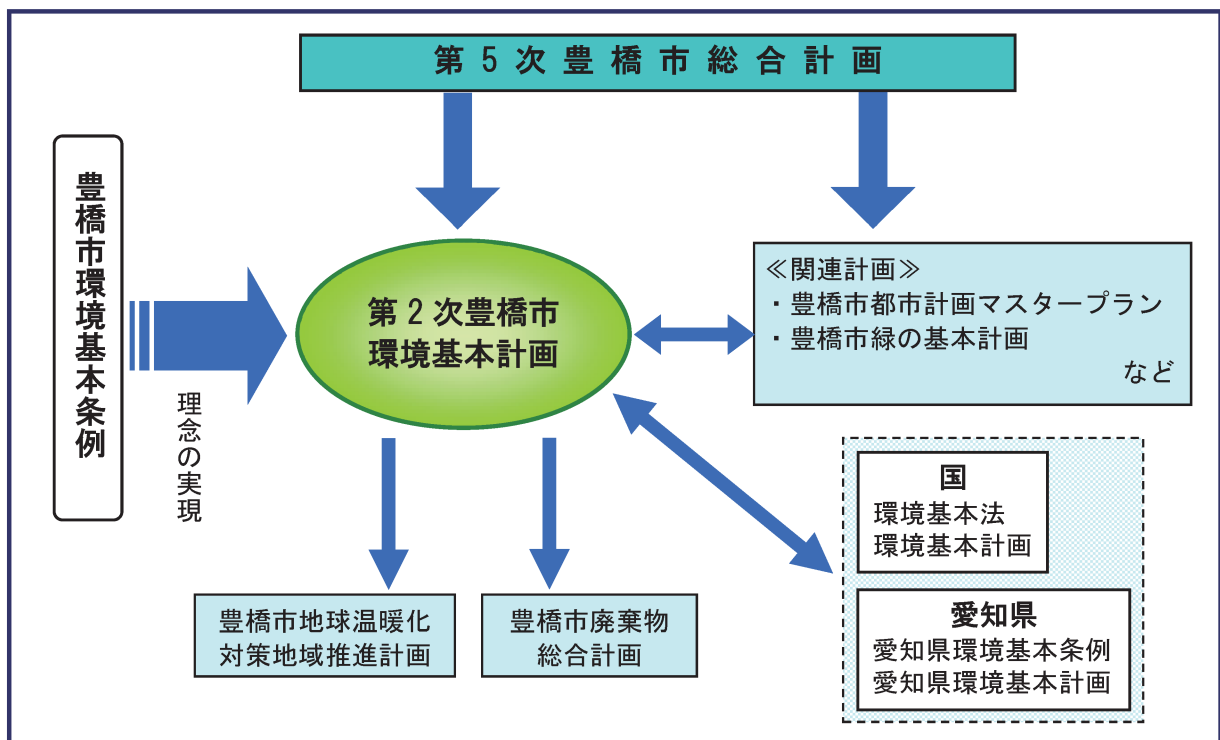 第５次豊橋市総合計画
豊橋市環境基本条例
理念の実現
第２次豊橋市
環境基本計画
≪関連計画≫
・豊橋市都市計画マスタープラン
・豊橋市緑の基本計画
など
国
環境基本法
環境基本計画
愛知県
愛知県環境基本条例
愛知県環境基本計画
豊橋市地球温暖化
対策地域推進計画
豊橋市廃棄物
総合計画